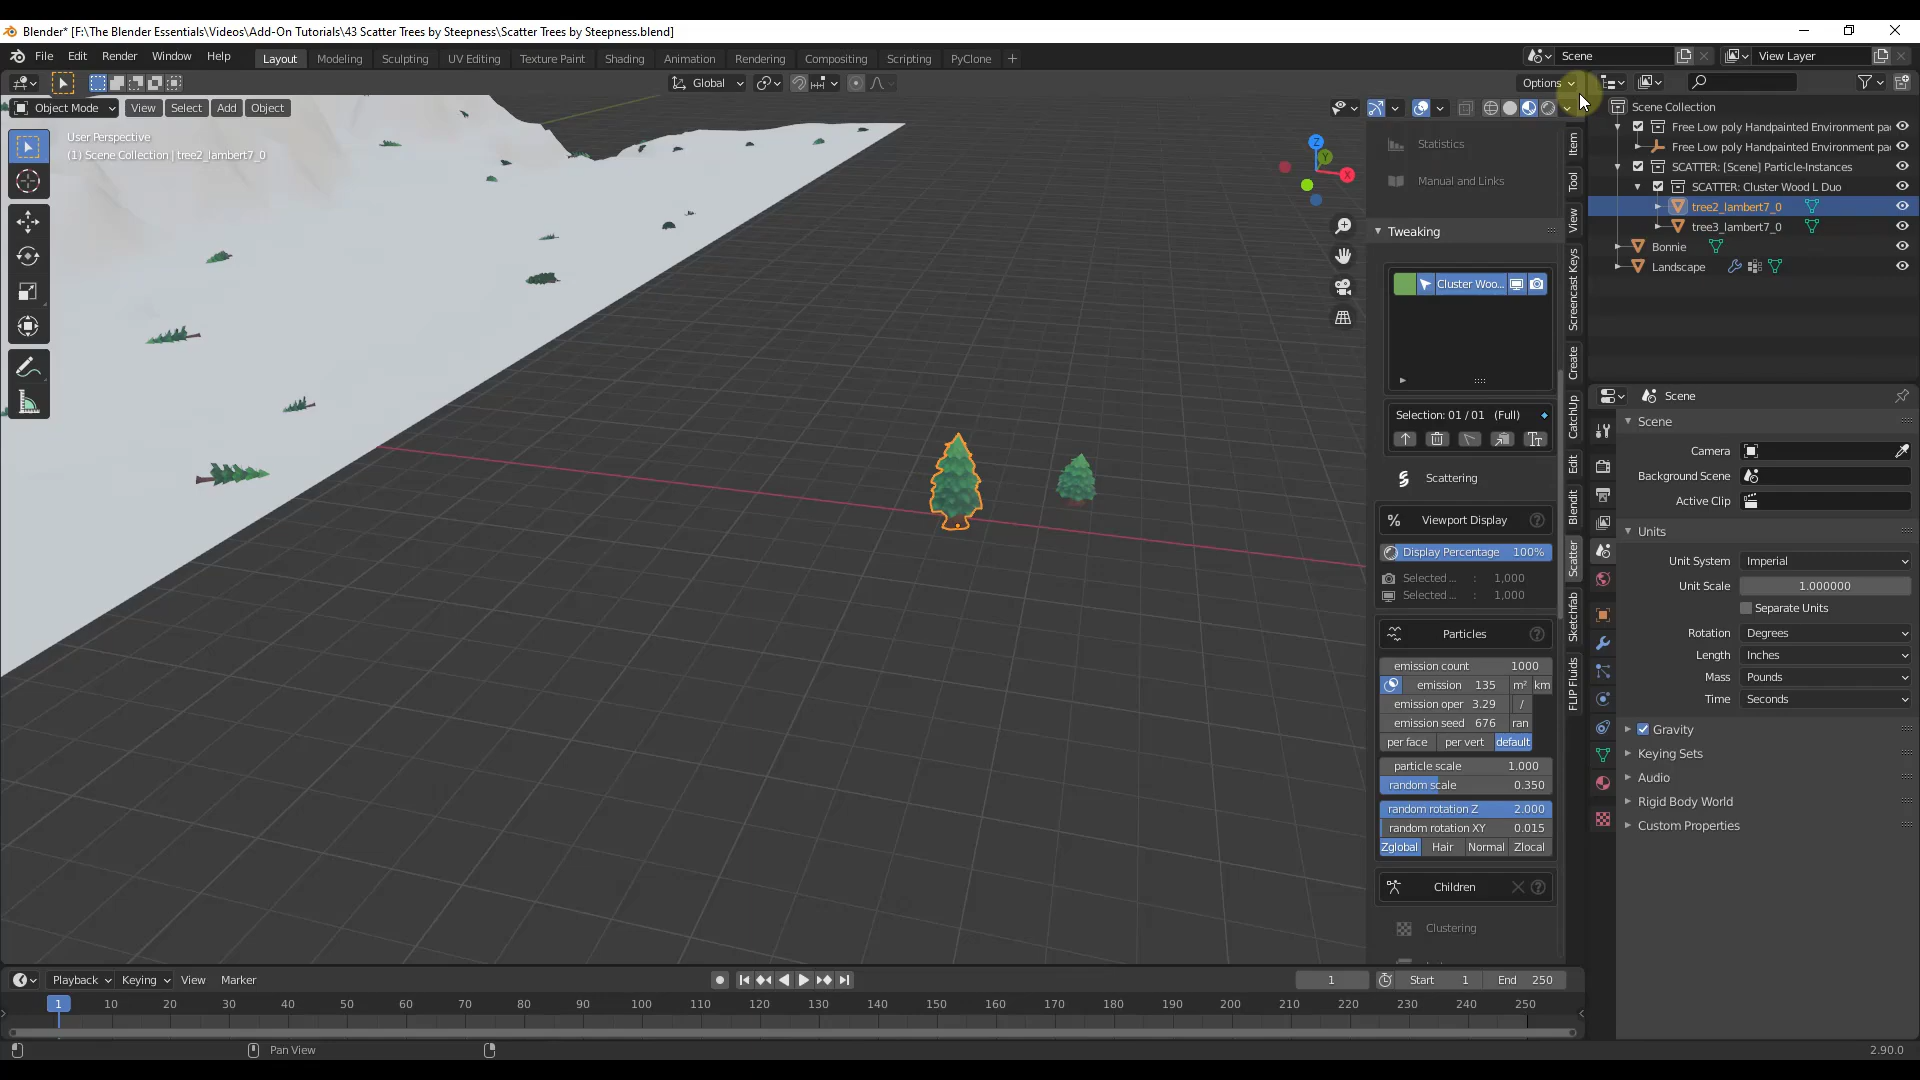 Blender* [F:\The Blender Essentials\Videos\Add-On Tutorials\43 Scatter Trees by Steepness\Scatter Trees by Steepness.blend]
File Edit Render Window Help Layout Modeling Sculpting UV Editing Texture Paint Shading Animation Rendering Compositing Scripting PyClone + Scene View Layer
Global Options
Object Mode View Select Add Object
User Perspective
(1) Scene Collection | tree2_lambert7_0
Z
Y
X
Statistics
Manual and Links
Tweaking
Cluster Woo...
Selection: 01 / 01 (Full)
Scattering
Viewport Display
Display Percentage 100%
Selected ... : 1,000
Selected ... : 1,000
Particles
emission count 1000
emission 135 m² km
emission oper 3.29 /
emission seed 676 ran
per face per vert default
particle scale 1.000
random scale 0.350
random rotation Z 2.000
random rotation XY 0.015
Zglobal Hair Normal Zlocal
Children
Clustering
Item
Tool
View
Screencast Keys
Create
CatchUp
Edit
Blendit
Scatter
Sketchfab
FLIP Fluids
Scene Collection
Free Low poly Handpainted Environment pa
Free Low poly Handpainted Environment pa
SCATTER: [Scene] Particle-Instances
SCATTER: Cluster Wood L Duo
tree2_lambert7_0
tree3_lambert7_0
Bonnie
Landscape
Scene
Scene
Camera
Background Scene
Active Clip
Units
Unit System Imperial
Unit Scale 1.000000
Separate Units
Rotation Degrees
Length Inches
Mass Pounds
Time Seconds
Gravity
Keying Sets
Audio
Rigid Body World
Custom Properties
Playback Keying View Marker 1 Start 1 End 250
1 10 20 30 40 50 60 70 80 90 100 110 120 130 140 150 160 170 180 190 200 210 220 230 240 250
Pan View 2.90.0